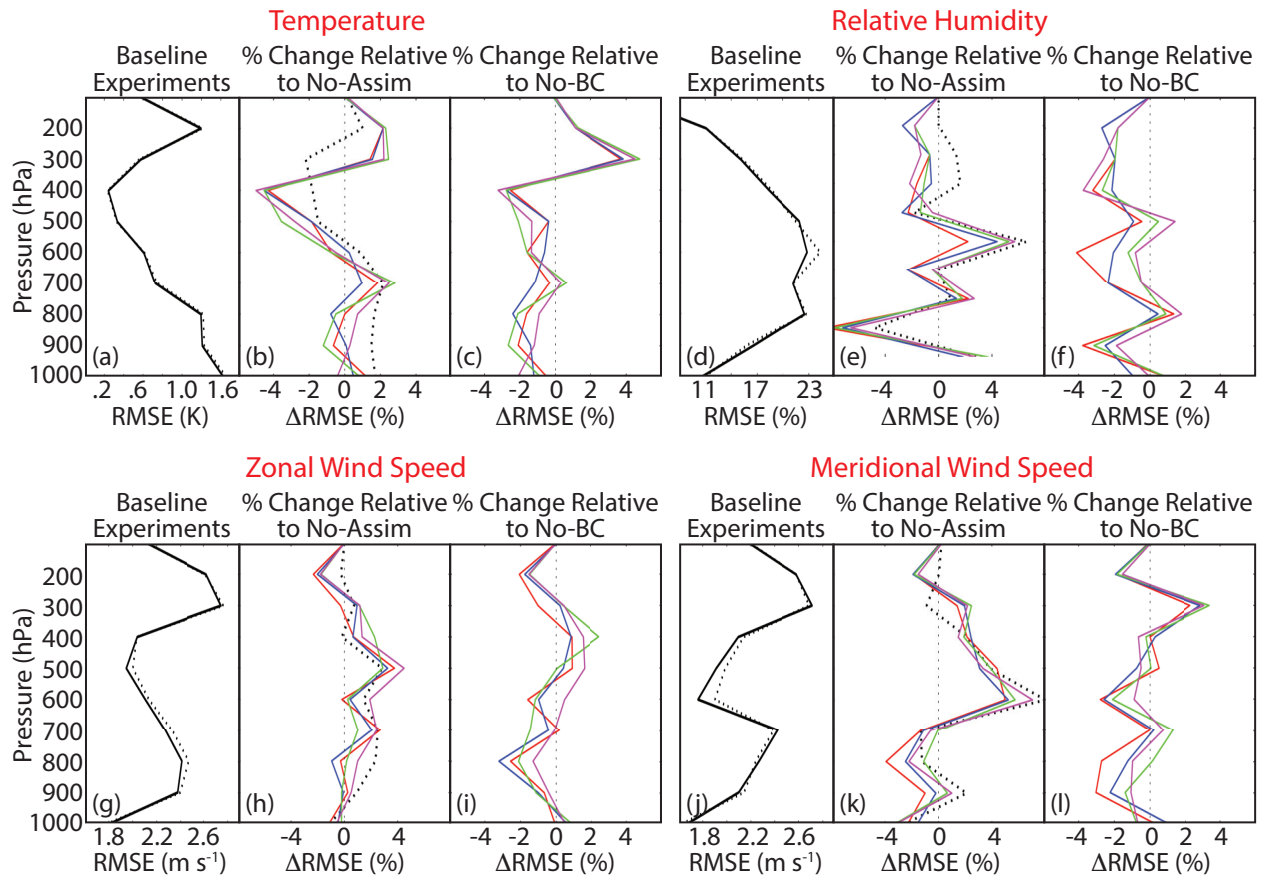 Temperature
Relative Humidity
Baseline Experiments
% Change Relative to No-Assim
% Change Relative to No-BC
Baseline Experiments
% Change Relative to No-Assim
% Change Relative to No-BC
Pressure (hPa)
200
300
400
500
600
700
800
900
1000
(a)
(b)
(c)
(d)
(e)
(f)
.2 .6 1.0 1.6
-4 -2 0 2 4
-4 -2 0 2 4
11 17 23
-4 0 4
-4 -2 0 2 4
RMSE (K)
ΔRMSE (%)
ΔRMSE (%)
RMSE (%)
ΔRMSE (%)
ΔRMSE (%)
Zonal Wind Speed
Meridional Wind Speed
Baseline Experiments
% Change Relative to No-Assim
% Change Relative to No-BC
Baseline Experiments
% Change Relative to No-Assim
% Change Relative to No-BC
Pressure (hPa)
200
300
400
500
600
700
800
900
1000
(g)
(h)
(i)
(j)
(k)
(l)
1.8 2.2 2.6
-4 -2 0 2 4
-4 -2 0 2 4
1.8 2.2 2.6
-4 0 4
-4 -2 0 2 4
RMSE (m s⁻¹)
ΔRMSE (%)
ΔRMSE (%)
RMSE (m s⁻¹)
ΔRMSE (%)
ΔRMSE (%)